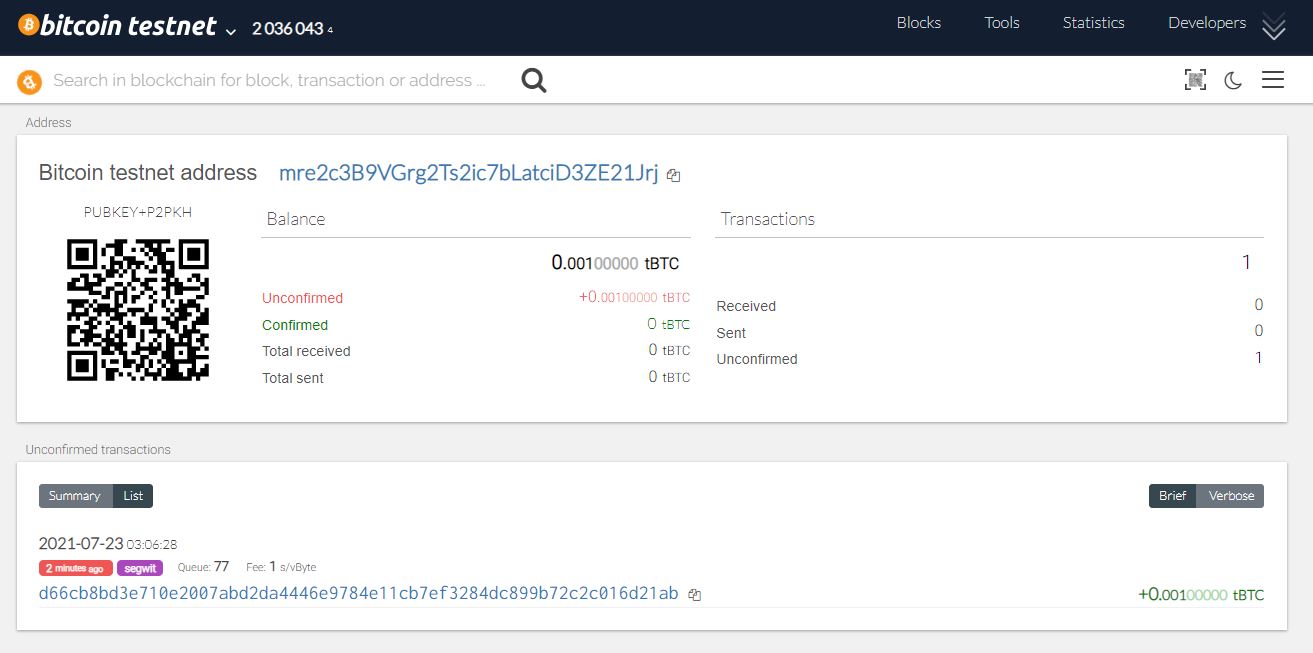 bitcoin testnet 2 036 043 4 Blocks Tools Statistics Developers
Search in blockchain for block, transaction or address ...
Address
Bitcoin testnet address mre2c3B9VGrg2Ts2ic7bLatciD3ZE21Jrj
PUBKEY+P2PKH
Balance
0.00100000 tBTC
Unconfirmed +0.00100000 tBTC
Confirmed 0 tBTC
Total received 0 tBTC
Total sent 0 tBTC
Transactions
1
Received 0
Sent 0
Unconfirmed 1
Unconfirmed transactions
Summary List Brief Verbose
2021-07-23 03:06:28
2 minutes ago segwit Queue: 77 Fee: 1 s/vByte
d66cb8bd3e710e2007abd2da4446e9784e11cb7ef3284dc899b72c2c016d21ab +0.00100000 tBTC